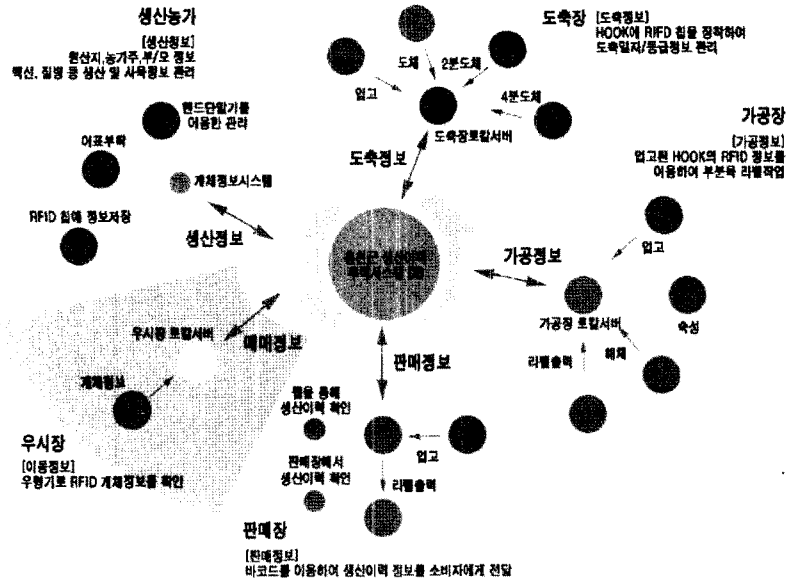 생산농가
[생산정보]
원산지,농가주,부/모 정보
백신, 질병 등 생산 및 사육정보 관리
핸드단말기를
이용한 관리
이표부착
개체정보시스템
RFID 칩에 정보저장
생산정보
도축장
[도축정보]
HOOK에 RIFD 칩을 장착하여
도축일자/등급정보 관리
도체
2분도체
입고
4분도체
도축장로칼서버
도축정보
가공장
[가공정보]
입고된 HOOK의 RFID 정보를
이용하여 부분육 라벨작업
입고
가공정보
가공장 로칼서버
숙성
라벨출력
해체
생산이력
우시장 로칼서버
매매정보
개체정보
우시장
[이동정보]
우형기로 RFID 개체정보를 확인
판매정보
웹을 통해
생산이력 확인
입고
판매장에서
생산이력 확인
라벨출력
판매장
[판매정보]
바코드를 이용하여 생산이력 정보를 소비자에게 전달